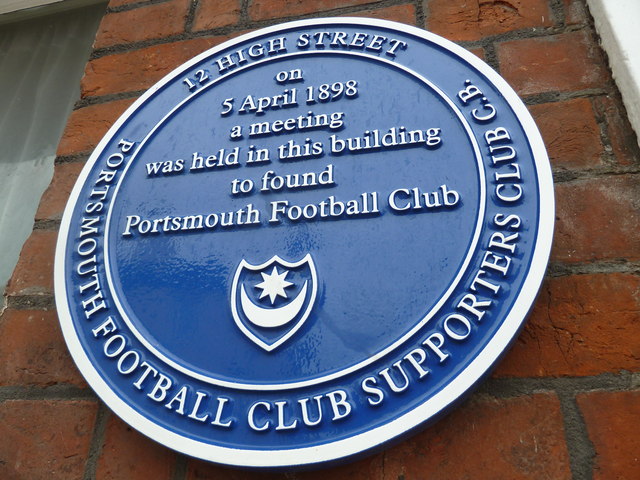 12 HIGH STREET
on
5 April 1898
a meeting
was held in this building
to found
Portsmouth Football Club
PORTSMOUTH FOOTBALL CLUB SUPPORTERS CLUB C.B.